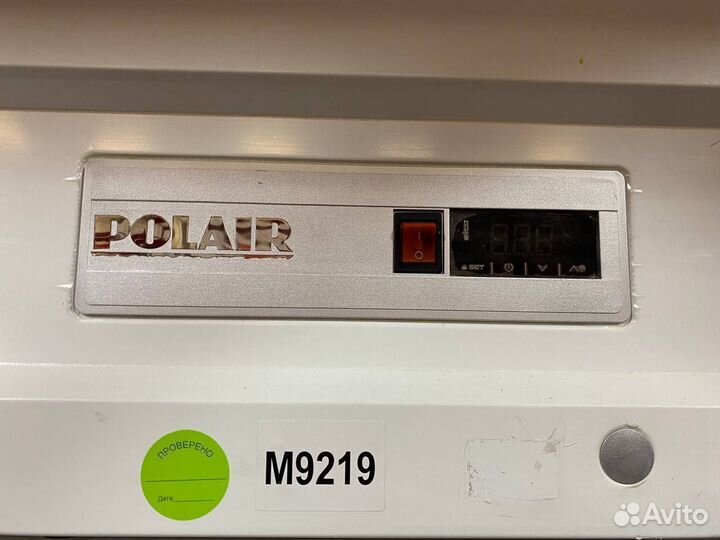 POLAIR
SET
ПРОВЕРЕНО
Дата
M9219
Avito